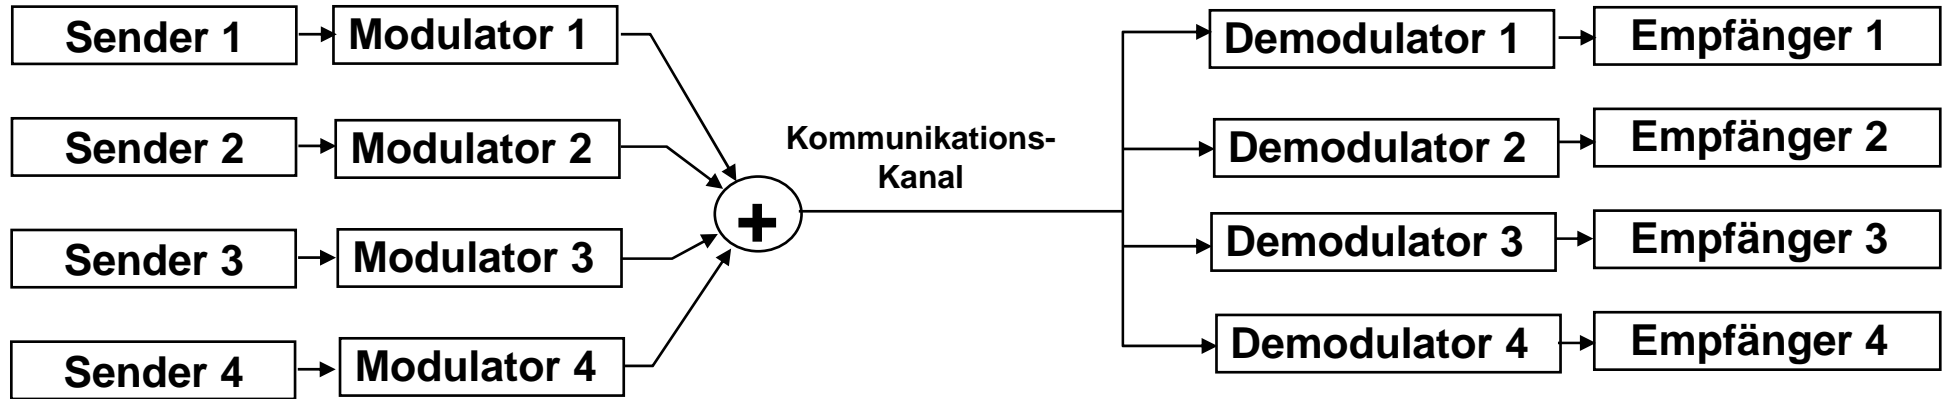 Sender 1
Modulator 1
Demodulator 1
Empfänger 1
Sender 2
Modulator 2
Kommunikations-
Kanal
Demodulator 2
Empfänger 2
+
Sender 3
Modulator 3
Demodulator 3
Empfänger 3
Sender 4
Modulator 4
Demodulator 4
Empfänger 4